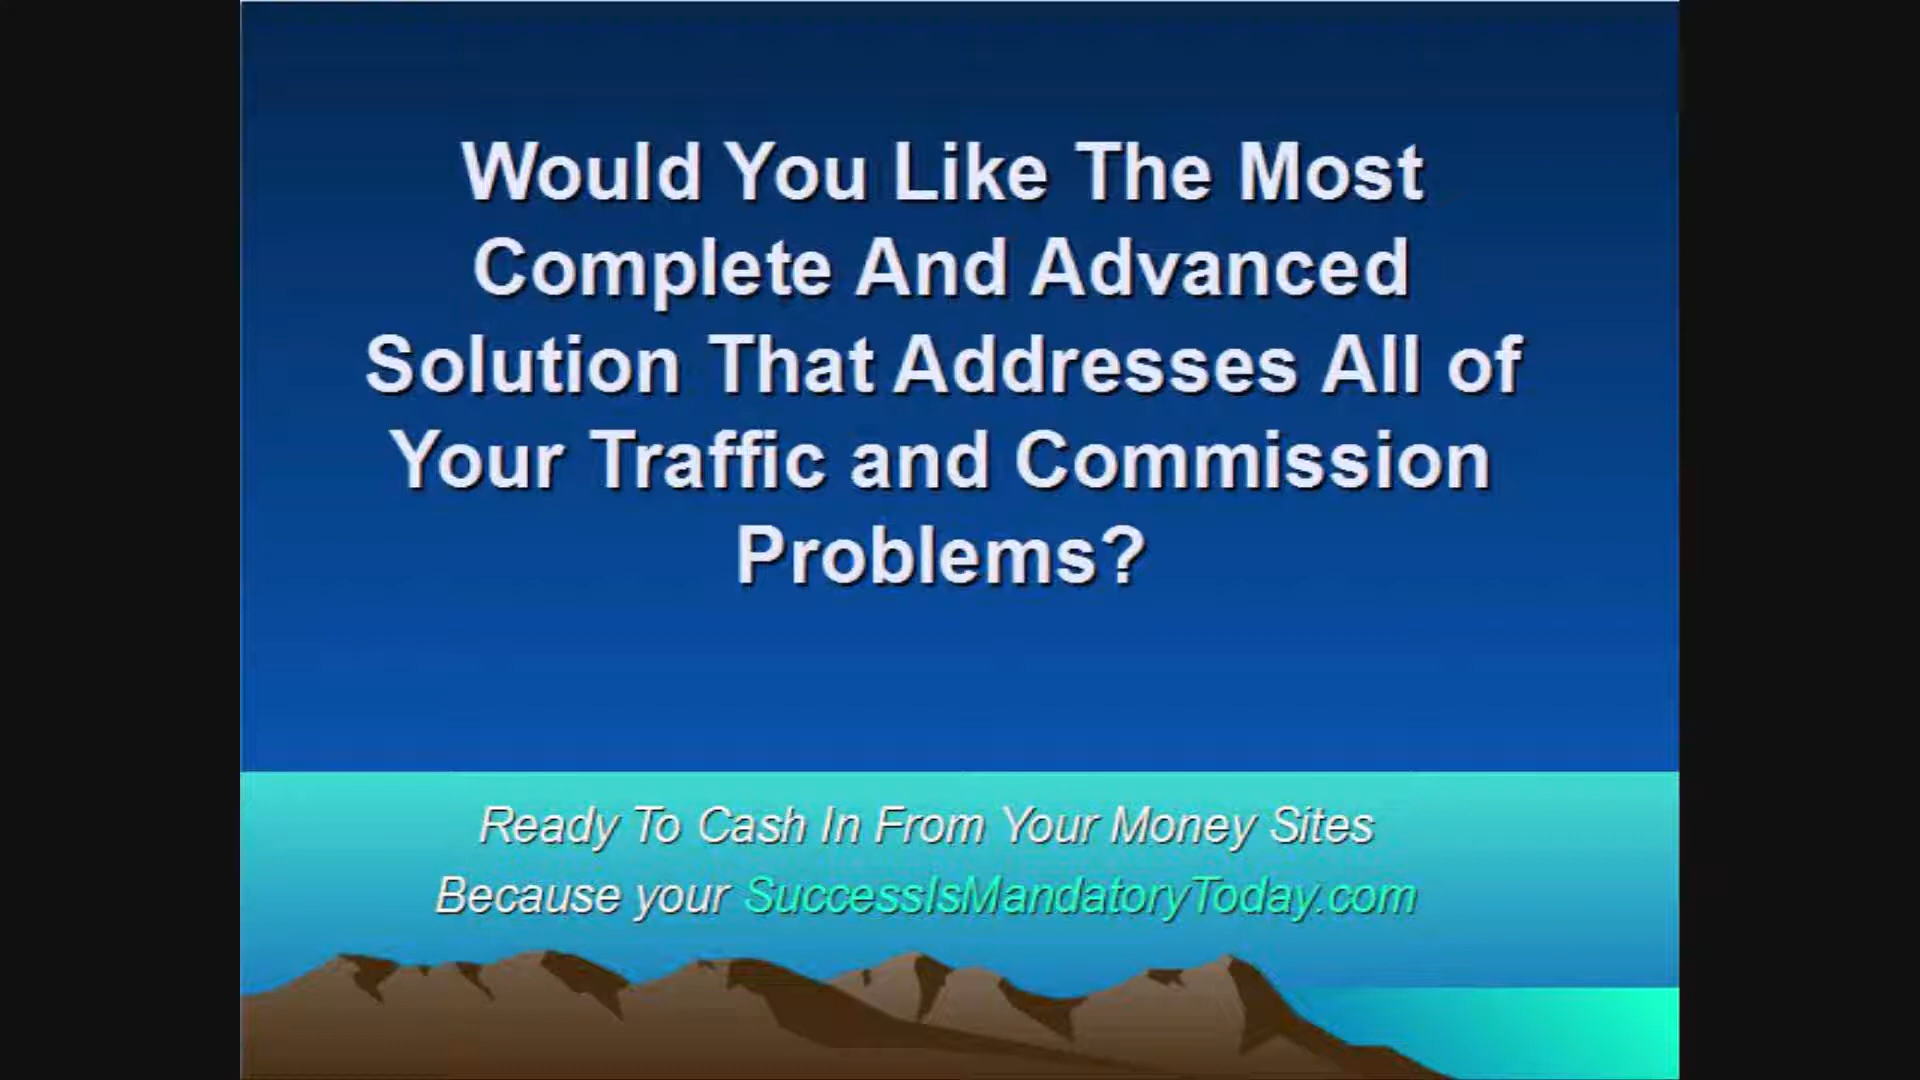 Would You Like The Most
Complete And Advanced
Solution That Addresses All of
Your Traffic and Commission
Problems?
Ready To Cash In From Your Money Sites
Because your SuccessIsMandatoryToday.com